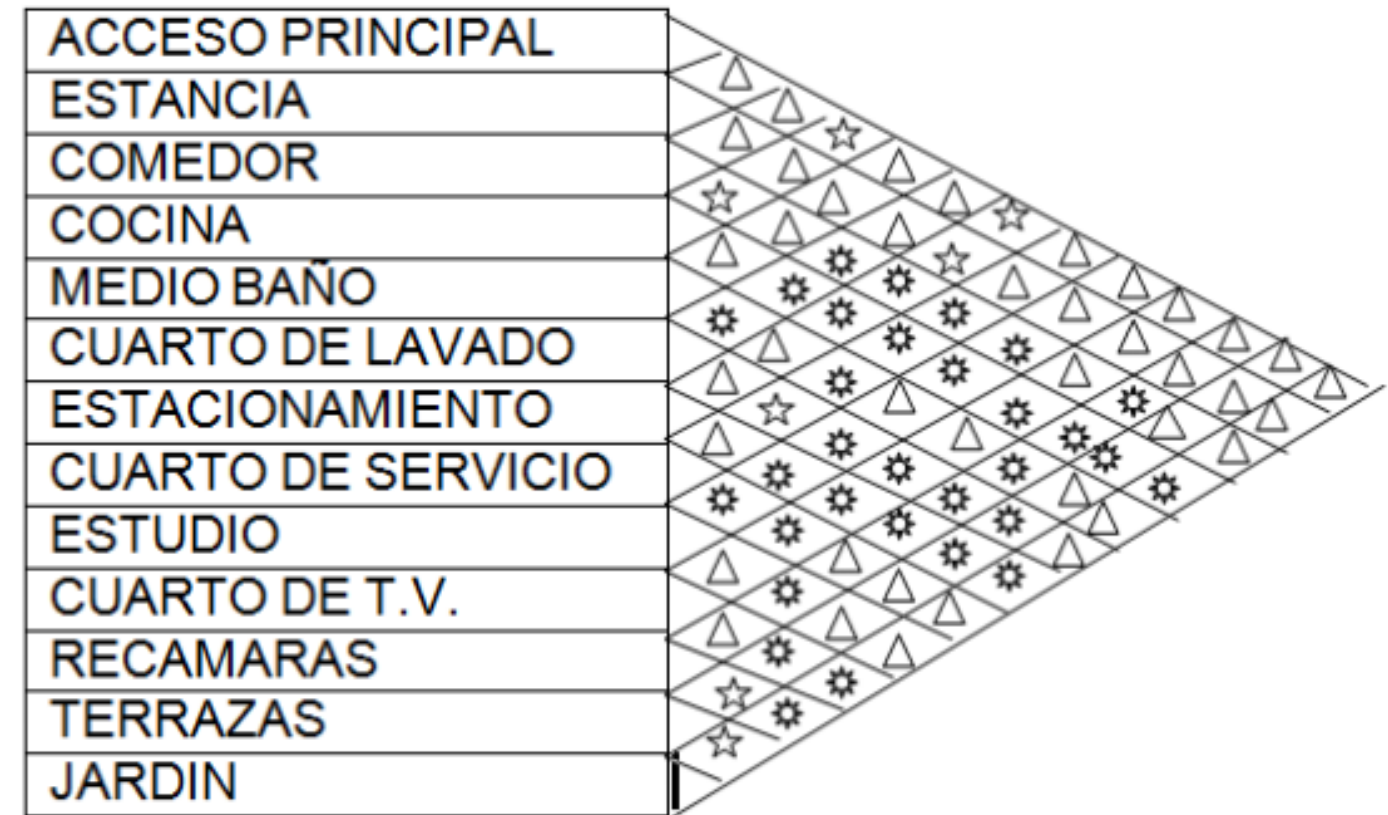 ACCESO PRINCIPAL
ESTANCIA
COMEDOR
COCINA
MEDIO BAÑO
CUARTO DE LAVADO
ESTACIONAMIENTO
CUARTO DE SERVICIO
ESTUDIO
CUARTO DE T.V.
RECAMARAS
TERRAZAS
JARDIN